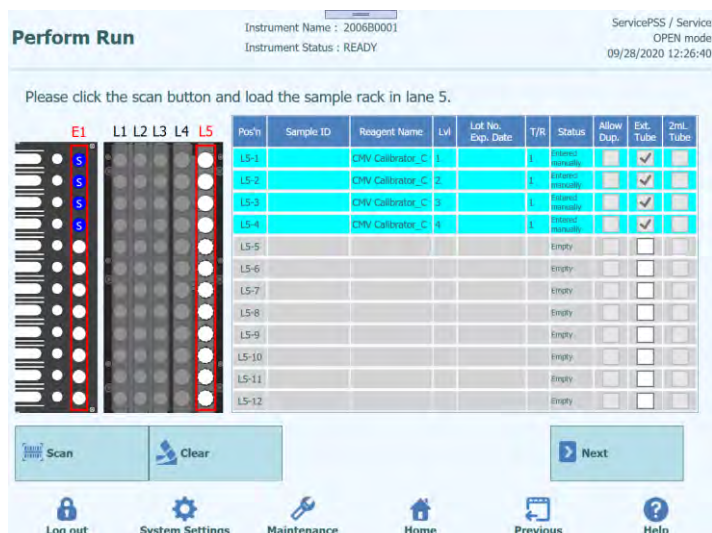 Perform Run
Instrument Name : 2006B0001
Instrument Status : READY
ServicePSS / Service
OPEN mode
09/28/2020 12:26:40
Please click the scan button and load the sample rack in lane 5.
E1 L1 L2 L3 L4 L5
S
S
S
S
Pos'n Sample ID Reagent Name Lvl Lot No. Exp. Date T/R Status Allow Dup. Ext. Tube 2mL Tube
L5-1 CMV Calibrator_C 1 1 Entered manually
L5-2 CMV Calibrator_C 2 1 Entered manually
L5-3 CMV Calibrator_C 3 1 Entered manually
L5-4 CMV Calibrator_C 4 1 Entered manually
L5-5 Empty
L5-6 Empty
L5-7 Empty
L5-8 Empty
L5-9 Empty
L5-10 Empty
L5-11 Empty
L5-12 Empty
Scan Clear Next
Log out System Settings Maintenance Home Previous Help